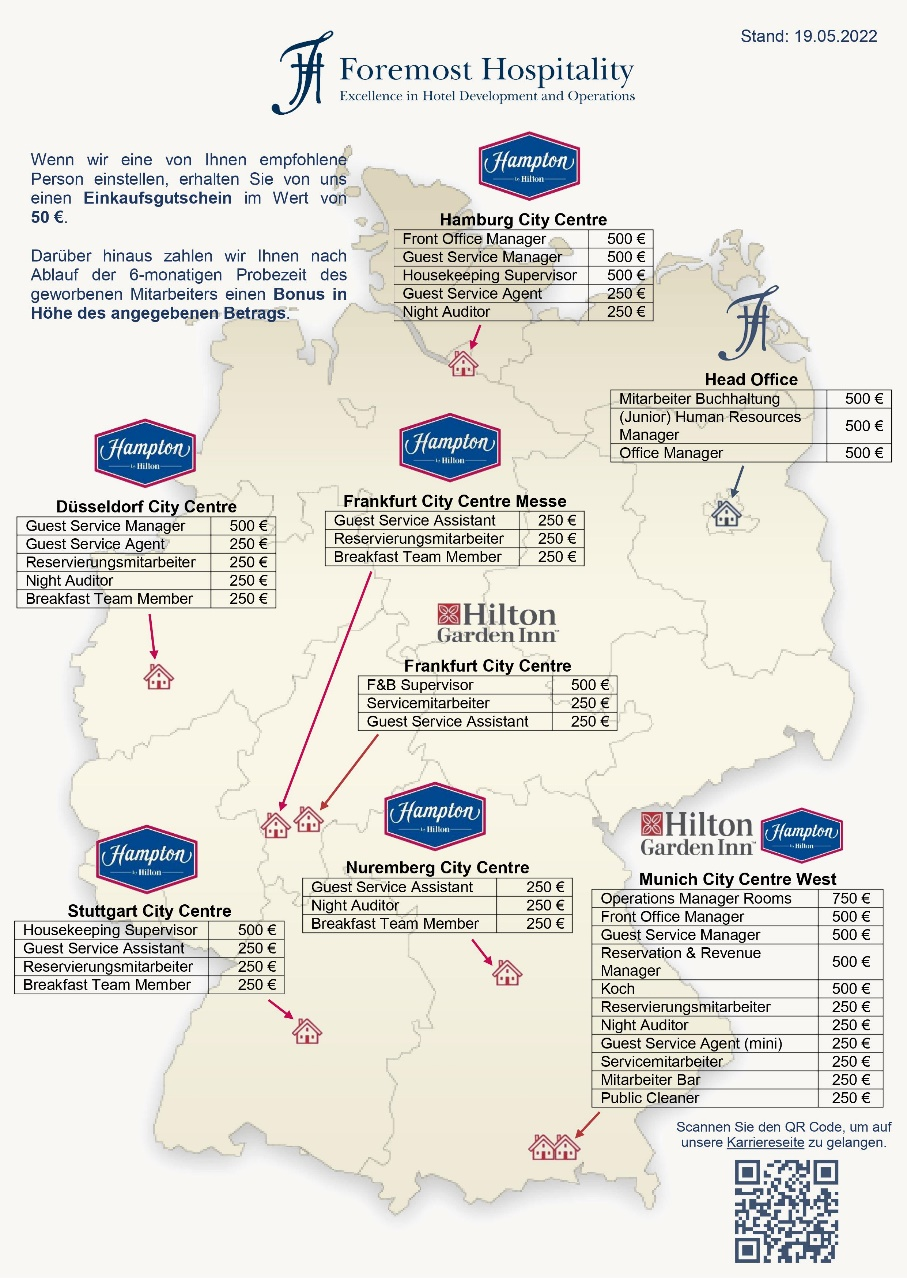 Stand: 19.05.2022
Foremost Hospitality
Excellence in Hotel Development and Operations
Wenn wir eine von Ihnen empfohlene
Person einstellen, erhalten Sie von uns
einen Einkaufsgutschein im Wert von
50 €.
Darüber hinaus zahlen wir Ihnen nach
Ablauf der 6-monatigen Probezeit des
geworbenen Mitarbeiters einen Bonus in
Höhe des angegebenen Betrags.
Hampton
by Hilton
Hamburg City Centre
Front Office Manager 500 €
Guest Service Manager 500 €
Housekeeping Supervisor 500 €
Guest Service Agent 250 €
Night Auditor 250 €
Head Office
Mitarbeiter Buchhaltung 500 €
(Junior) Human Resources
Manager 500 €
Office Manager 500 €
Hampton
by Hilton
Düsseldorf City Centre
Guest Service Manager 500 €
Guest Service Agent 250 €
Reservierungsmitarbeiter 250 €
Night Auditor 250 €
Breakfast Team Member 250 €
Hampton
by Hilton
Frankfurt City Centre Messe
Guest Service Assistant 250 €
Reservierungsmitarbeiter 250 €
Breakfast Team Member 250 €
Hilton
Garden Inn™
Frankfurt City Centre
F&B Supervisor 500 €
Servicemitarbeiter 250 €
Guest Service Assistant 250 €
Hampton
by Hilton
Nuremberg City Centre
Guest Service Assistant 250 €
Night Auditor 250 €
Breakfast Team Member 250 €
Hampton
by Hilton
Stuttgart City Centre
Housekeeping Supervisor 500 €
Guest Service Assistant 250 €
Reservierungsmitarbeiter 250 €
Breakfast Team Member 250 €
Hilton
Garden Inn™
Hampton
by Hilton
Munich City Centre West
Operations Manager Rooms 750 €
Front Office Manager 500 €
Guest Service Manager 500 €
Reservation & Revenue
Manager 500 €
Koch 500 €
Reservierungsmitarbeiter 250 €
Night Auditor 250 €
Guest Service Agent (mini) 250 €
Servicemitarbeiter 250 €
Mitarbeiter Bar 250 €
Public Cleaner 250 €
Scannen Sie den QR Code, um auf
unsere Karriereseite zu gelangen.